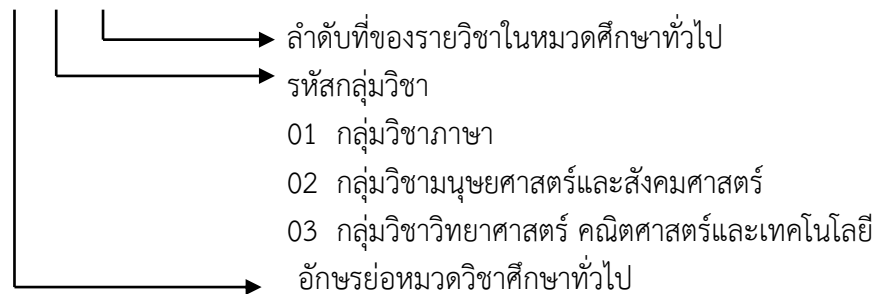 ลำดับที่ของรายวิชาในหมวดศึกษาทั่วไป
รหัสกลุ่มวิชา
01 กลุ่มวิชาภาษา
02 กลุ่มวิชามนุษยศาสตร์และสังคมศาสตร์
03 กลุ่มวิชาวิทยาศาสตร์ คณิตศาสตร์และเทคโนโลยี
อักษรย่อหมวดวิชาศึกษาทั่วไป